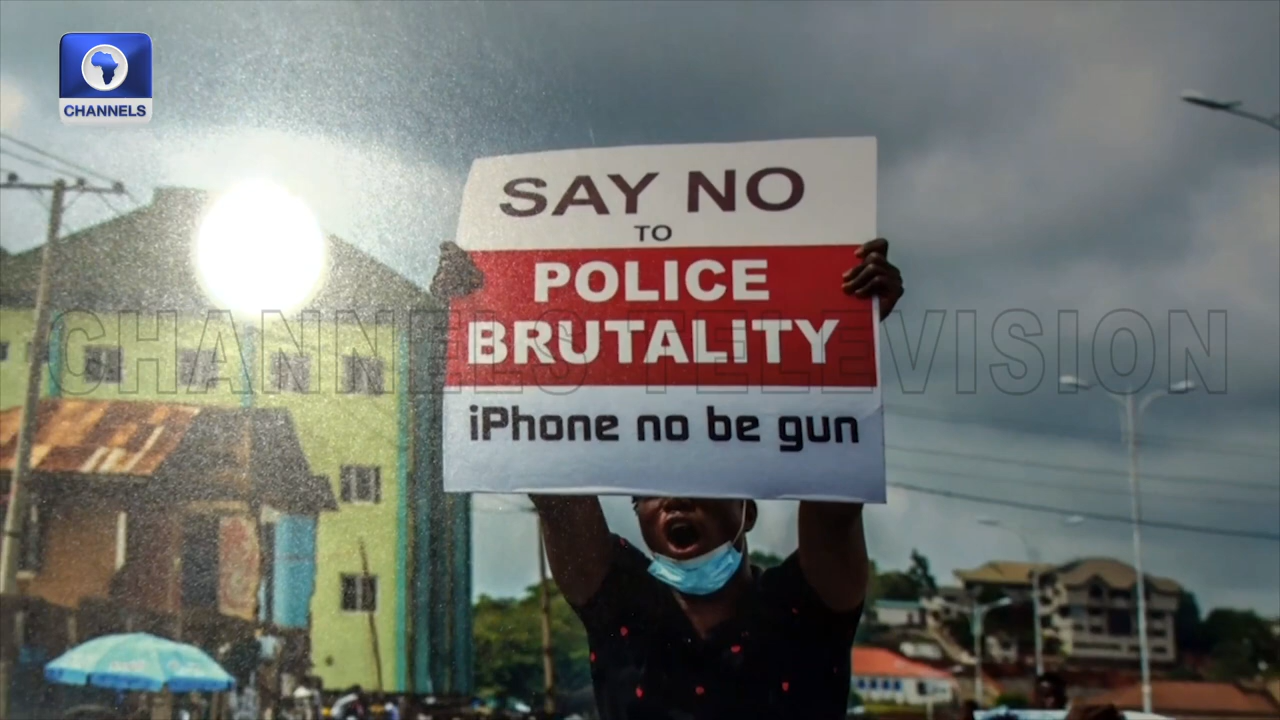 CHANNELS
SAY NO
TO
POLICE
BRUTALITY
CHANNELS TELEVISION
iPhone no be gun